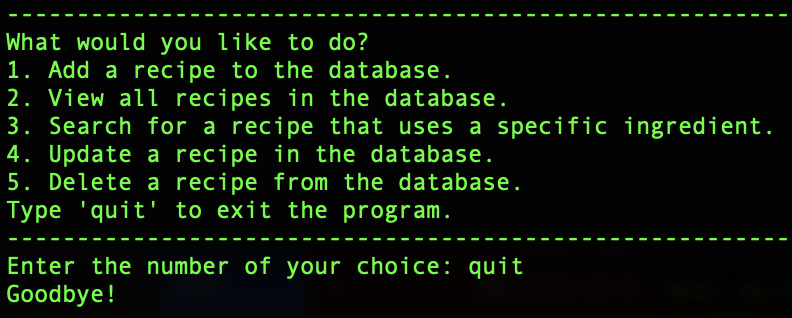 ---------------------------------------------------------
What would you like to do?
1. Add a recipe to the database.
2. View all recipes in the database.
3. Search for a recipe that uses a specific ingredient.
4. Update a recipe in the database.
5. Delete a recipe from the database.
Type 'quit' to exit the program.
---------------------------------------------------------
Enter the number of your choice: quit
Goodbye!